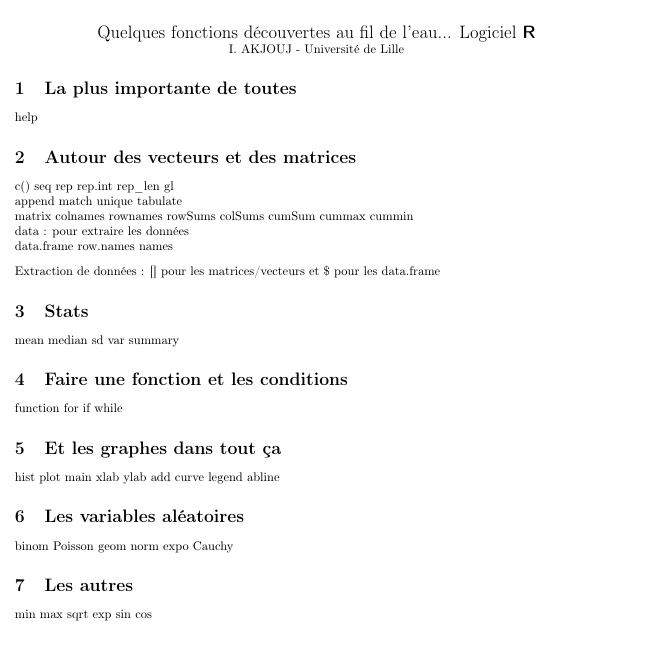 Quelques fonctions découvertes au fil de l'eau... Logiciel R
I. AKJOUJ - Université de Lille
1 La plus importante de toutes
help
2 Autour des vecteurs et des matrices
c() seq rep rep.int rep_len gl
append match unique tabulate
matrix colnames rownames rowSums colSums cumSum cummax cummin
data : pour extraire les données
data.frame row.names names
Extraction de données : [] pour les matrices/vecteurs et $ pour les data.frame
3 Stats
mean median sd var summary
4 Faire une fonction et les conditions
function for if while
5 Et les graphes dans tout ça
hist plot main xlab ylab add curve legend abline
6 Les variables aléatoires
binom Poisson geom norm expo Cauchy
7 Les autres
min max sqrt exp sin cos